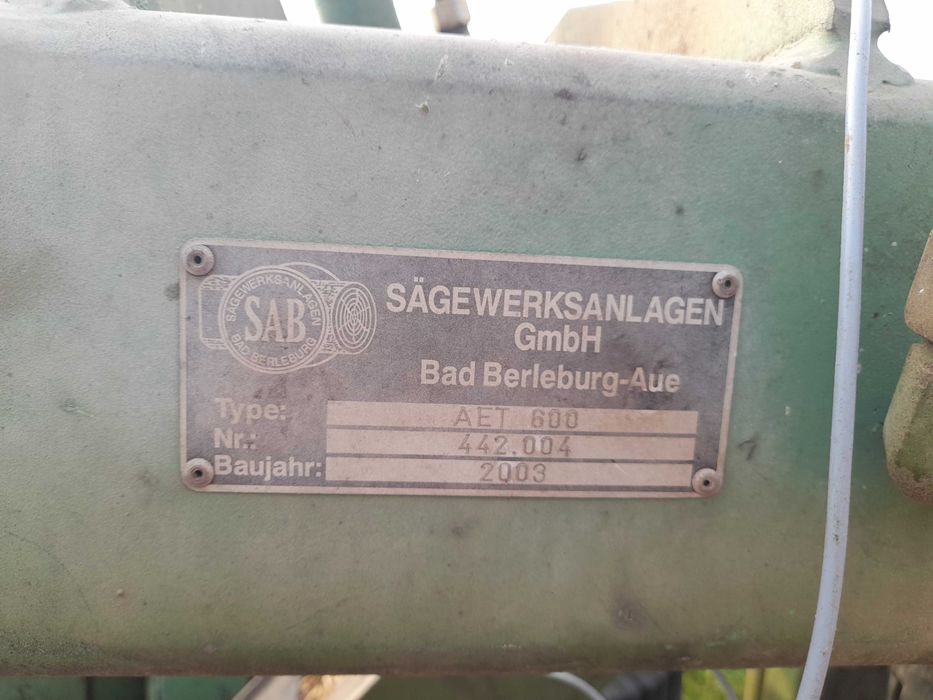 SÄGEWERKSANLAGEN
SAB
BAD BERLEBURG
SÄGEWERKSANLAGEN
GmbH
Bad Berleburg-Aue
Type: AET 600
Nr.: 442.004
Baujahr: 2003